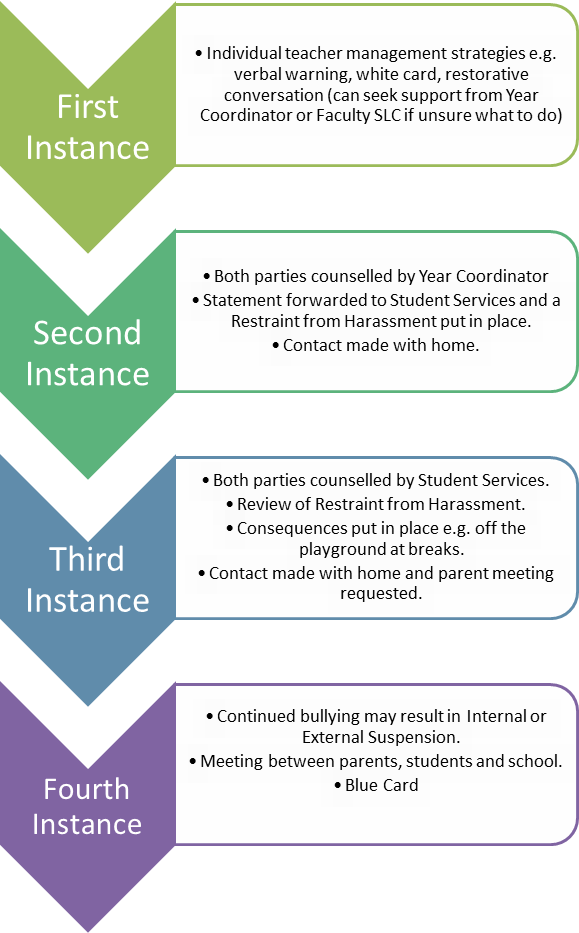 First
Instance
• Individual teacher management strategies e.g.
verbal warning, white card, restorative
conversation (can seek support from Year
Coordinator or Faculty SLC if unsure what to do)
Second
Instance
• Both parties counselled by Year Coordinator
• Statement forwarded to Student Services and a
Restraint from Harassment put in place.
• Contact made with home.
Third
Instance
• Both parties counselled by Student Services.
• Review of Restraint from Harassment.
• Consequences put in place e.g. off the
playground at breaks.
• Contact made with home and parent meeting
requested.
Fourth
Instance
• Continued bullying may result in Internal or
External Suspension.
• Meeting between parents, students and school.
• Blue Card